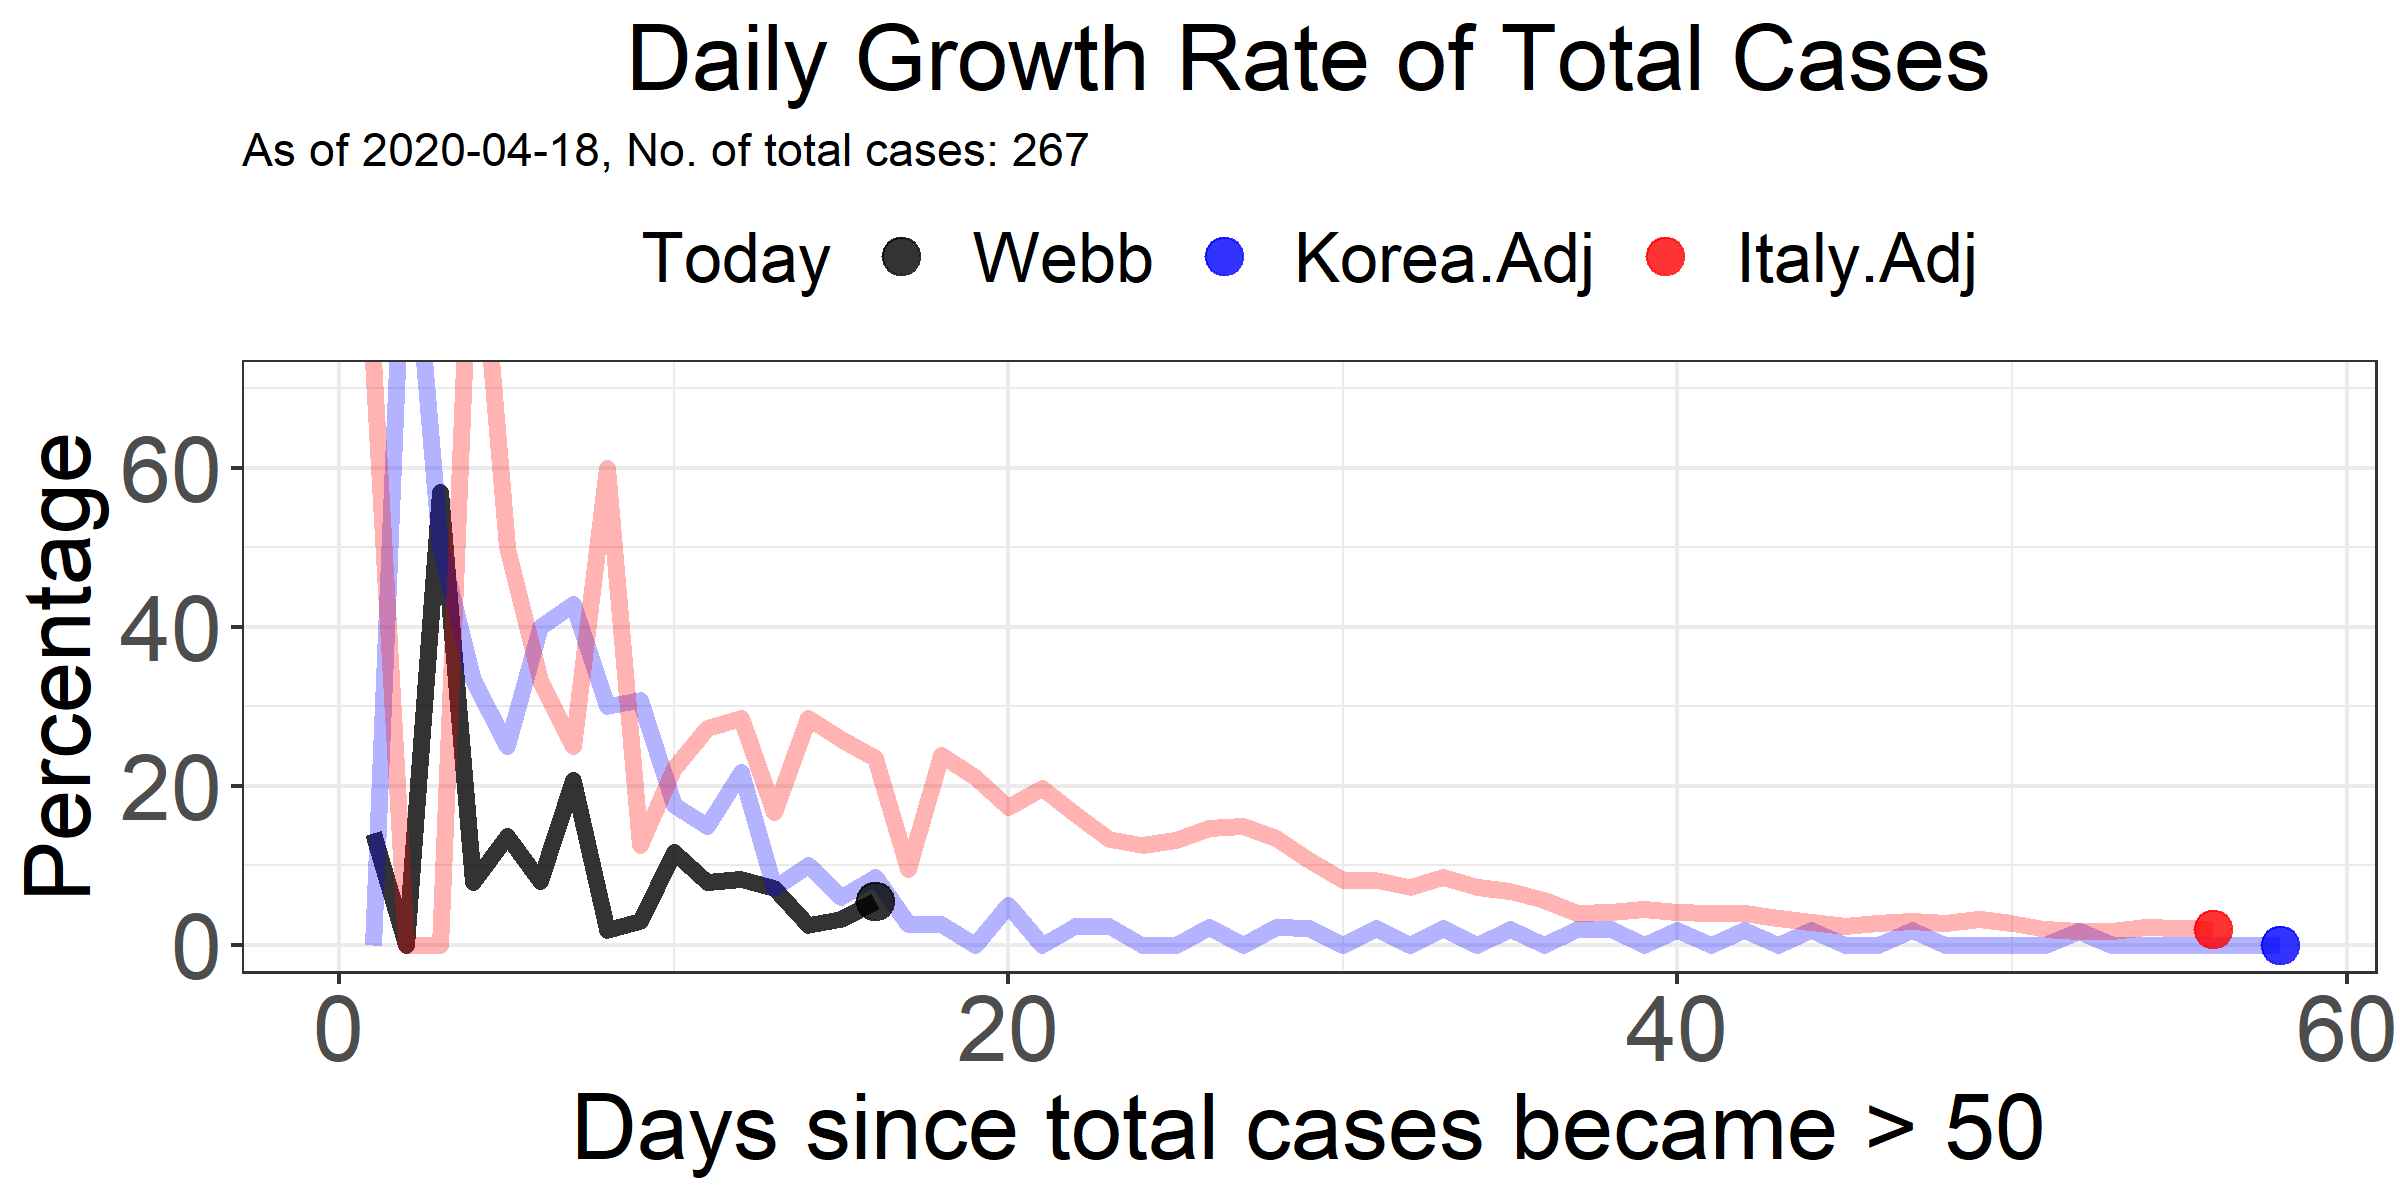 Daily Growth Rate of Total Cases
As of 2020-04-18, No. of total cases: 267
Today Webb Korea.Adj Italy.Adj
Percentage
60
40
20
0
0 20 40 60
Days since total cases became > 50